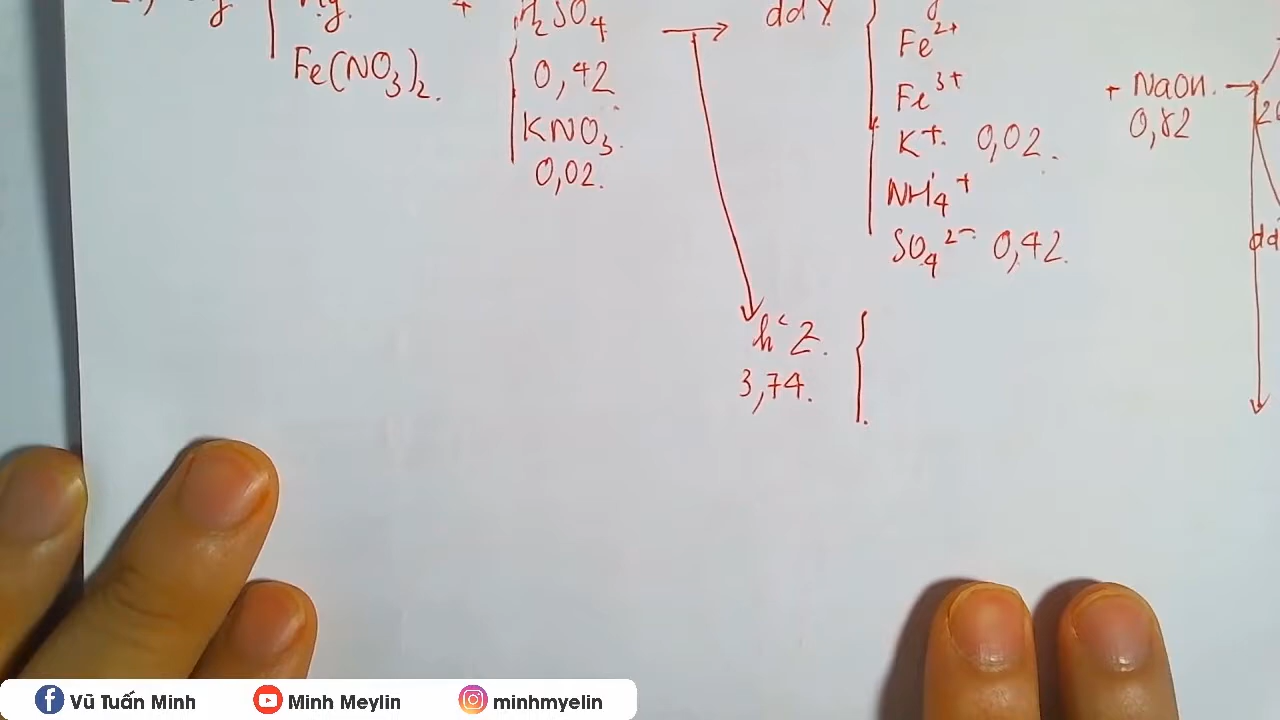 H₂SO₄
Fe(NO₃)₂.
0,42
KNO₃.
0,02.
dd Y
Fe²⁺
Fe³⁺
K⁺. 0,02.
NH₄⁺
SO₄²⁻ 0,42.
+ NaOH.
0,82
dd
h² Z.
3,74.
Vũ Tuấn Minh
Minh Meylin
minhmyelin